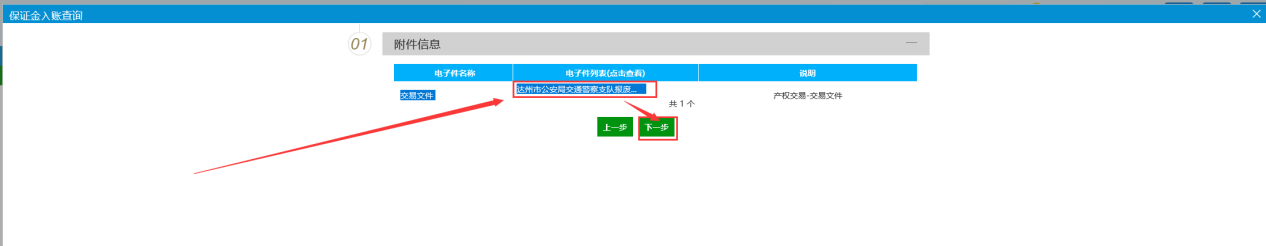 保证金入账查询
01 附件信息
电子件名称 电子件列表(点击查看) 说明
交易文件 达州市公安局交通警察支队报废... 共 1 个 产权交易-交易文件
上一步 下一步